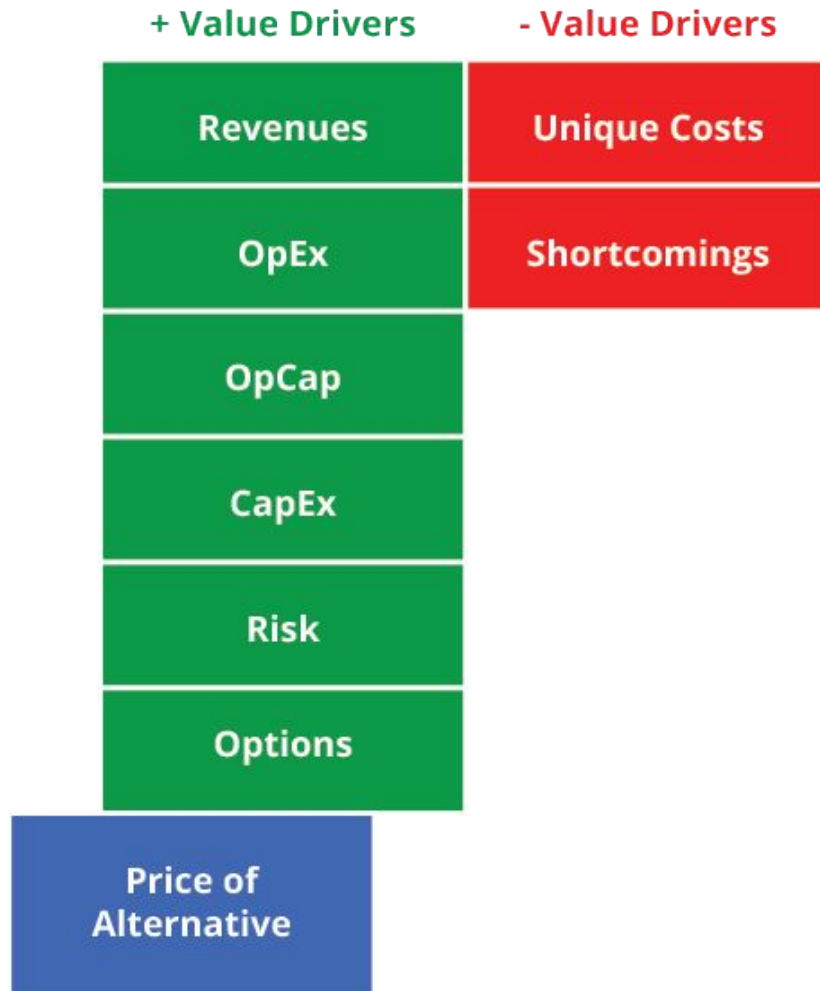 + Value Drivers
- Value Drivers
Revenues
Unique Costs
OpEx
Shortcomings
OpCap
CapEx
Risk
Options
Price of
Alternative